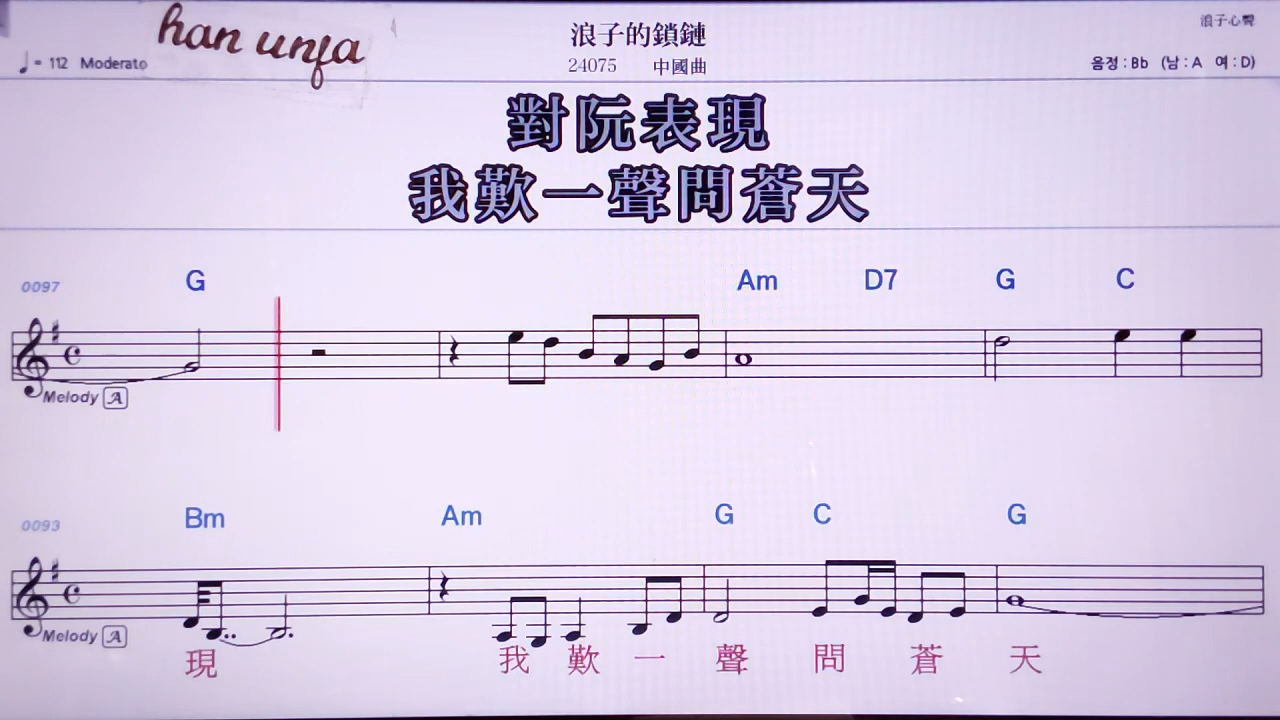 han unfa
浪子的鎖鏈
浪子心聲
♩= 112 Moderato
24075 中國曲
음정 : Bb (남 : A 여 : D)
對阮表現
我歎一聲問蒼天
0097 G Am D7 G C
Melody A
0093 Bm Am G C G
Melody A
現 我 歎 一 聲 問 蒼 天